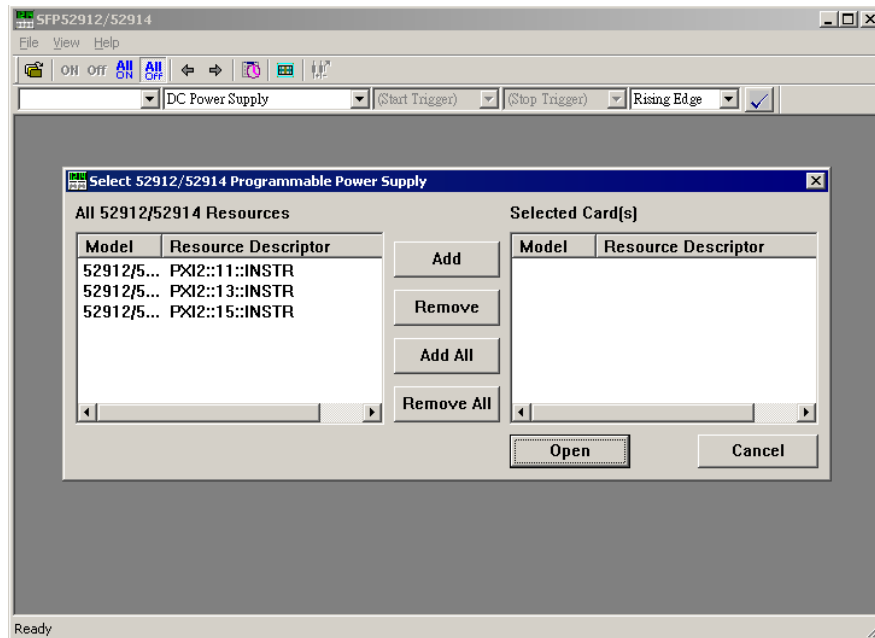 SFP52912/52914
File View Help
ON Off All ON All OFF
DC Power Supply (Start Trigger) (Stop Trigger) Rising Edge
Select 52912/52914 Programmable Power Supply
All 52912/52914 Resources
Selected Card(s)
Model Resource Descriptor
52912/5... PXI2::11::INSTR
52912/5... PXI2::13::INSTR
52912/5... PXI2::15::INSTR
Add
Remove
Add All
Remove All
Model Resource Descriptor
Open Cancel
Ready